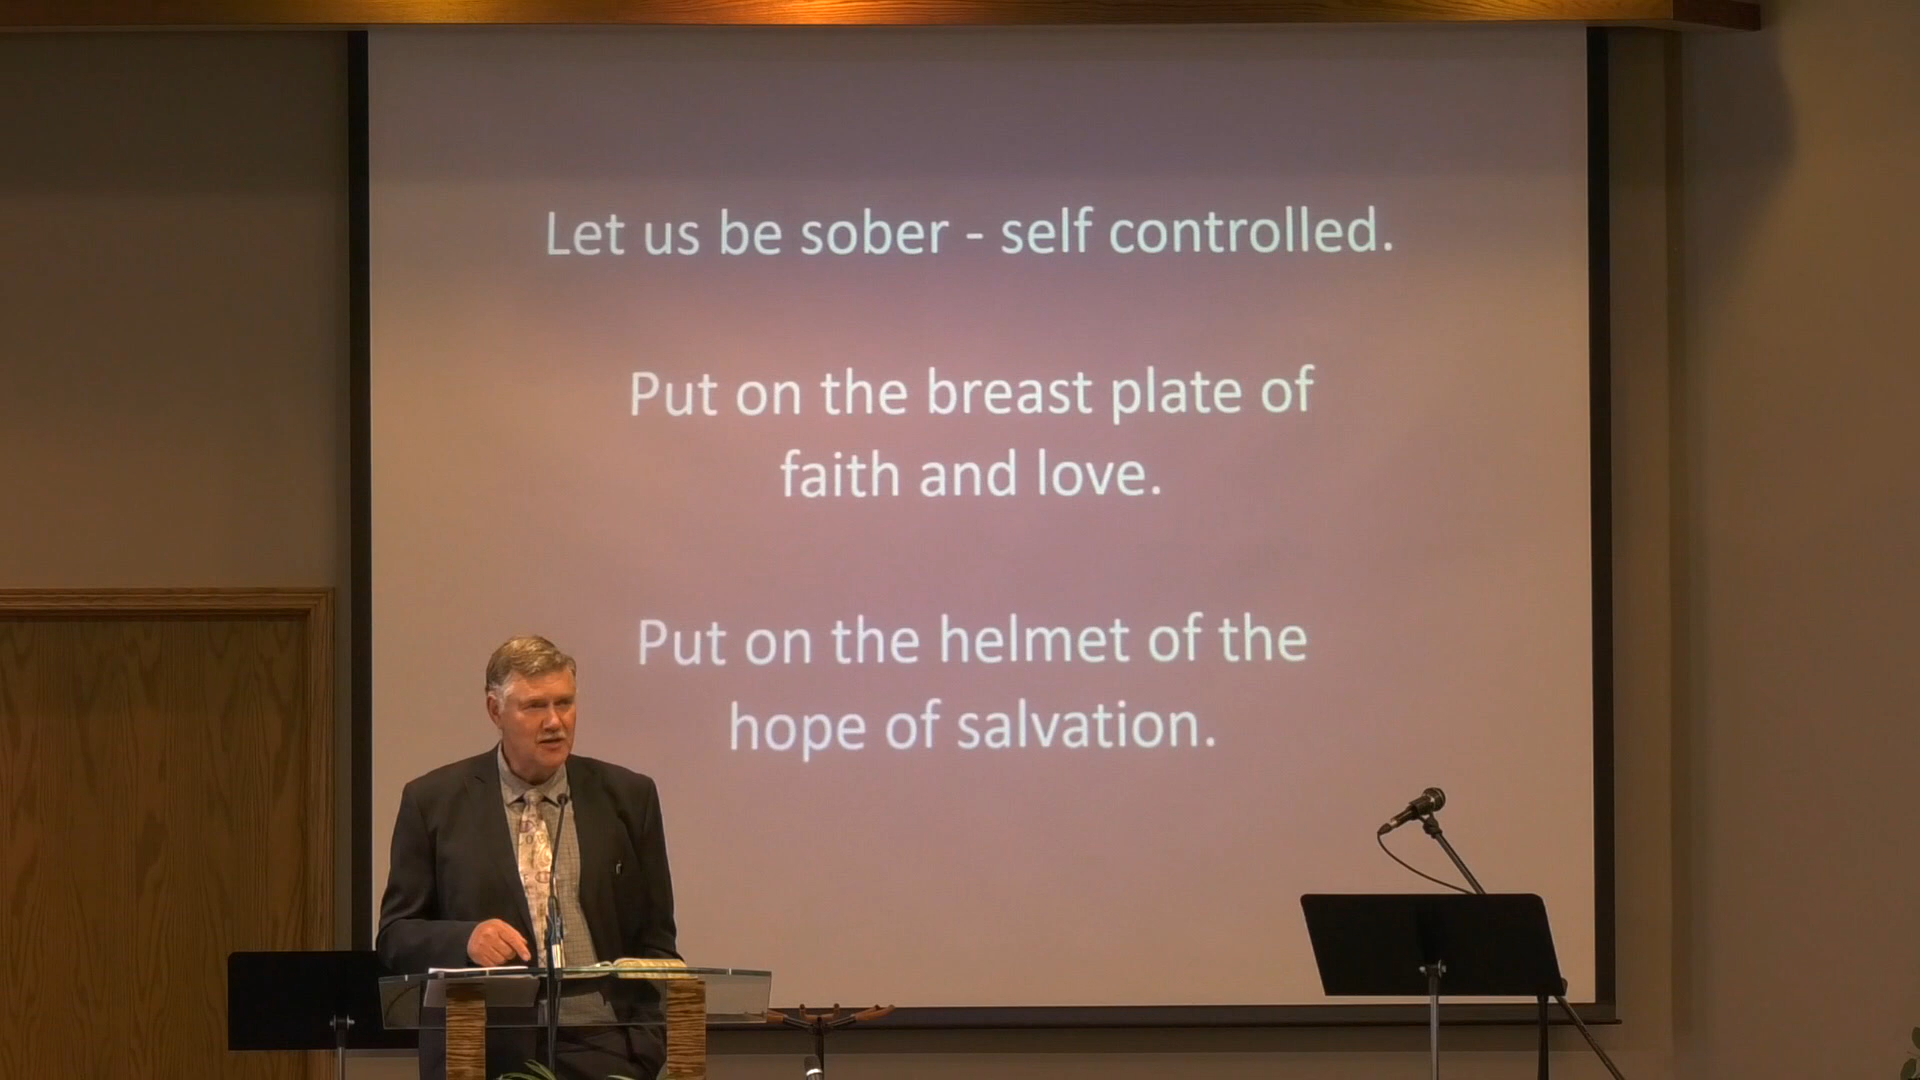 Let us be sober - self controlled.
Put on the breast plate of
faith and love.
Put on the helmet of the
hope of salvation.